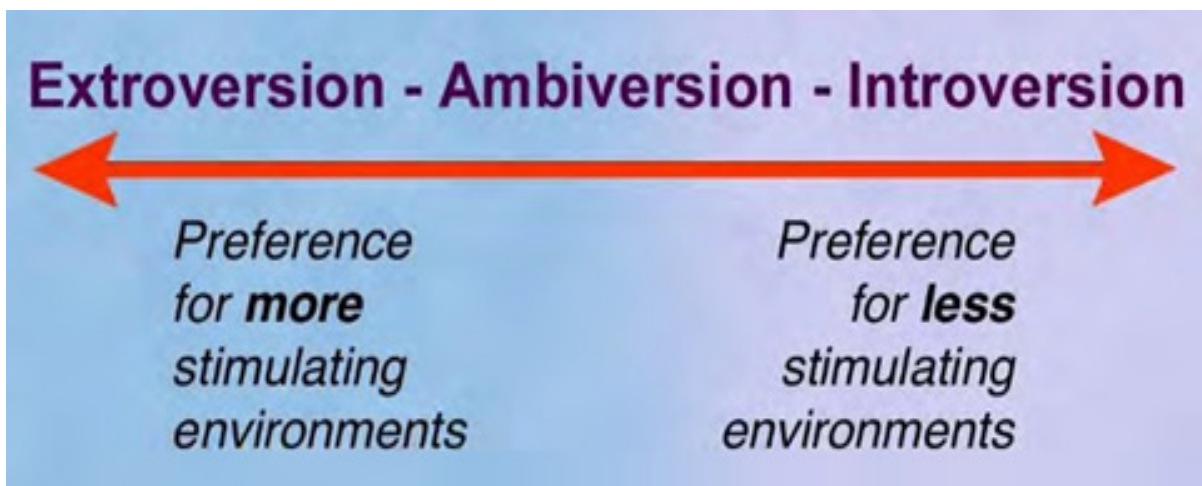 Extroversion - Ambiversion - Introversion
Preference
for more
stimulating
environments
Preference
for less
stimulating
environments